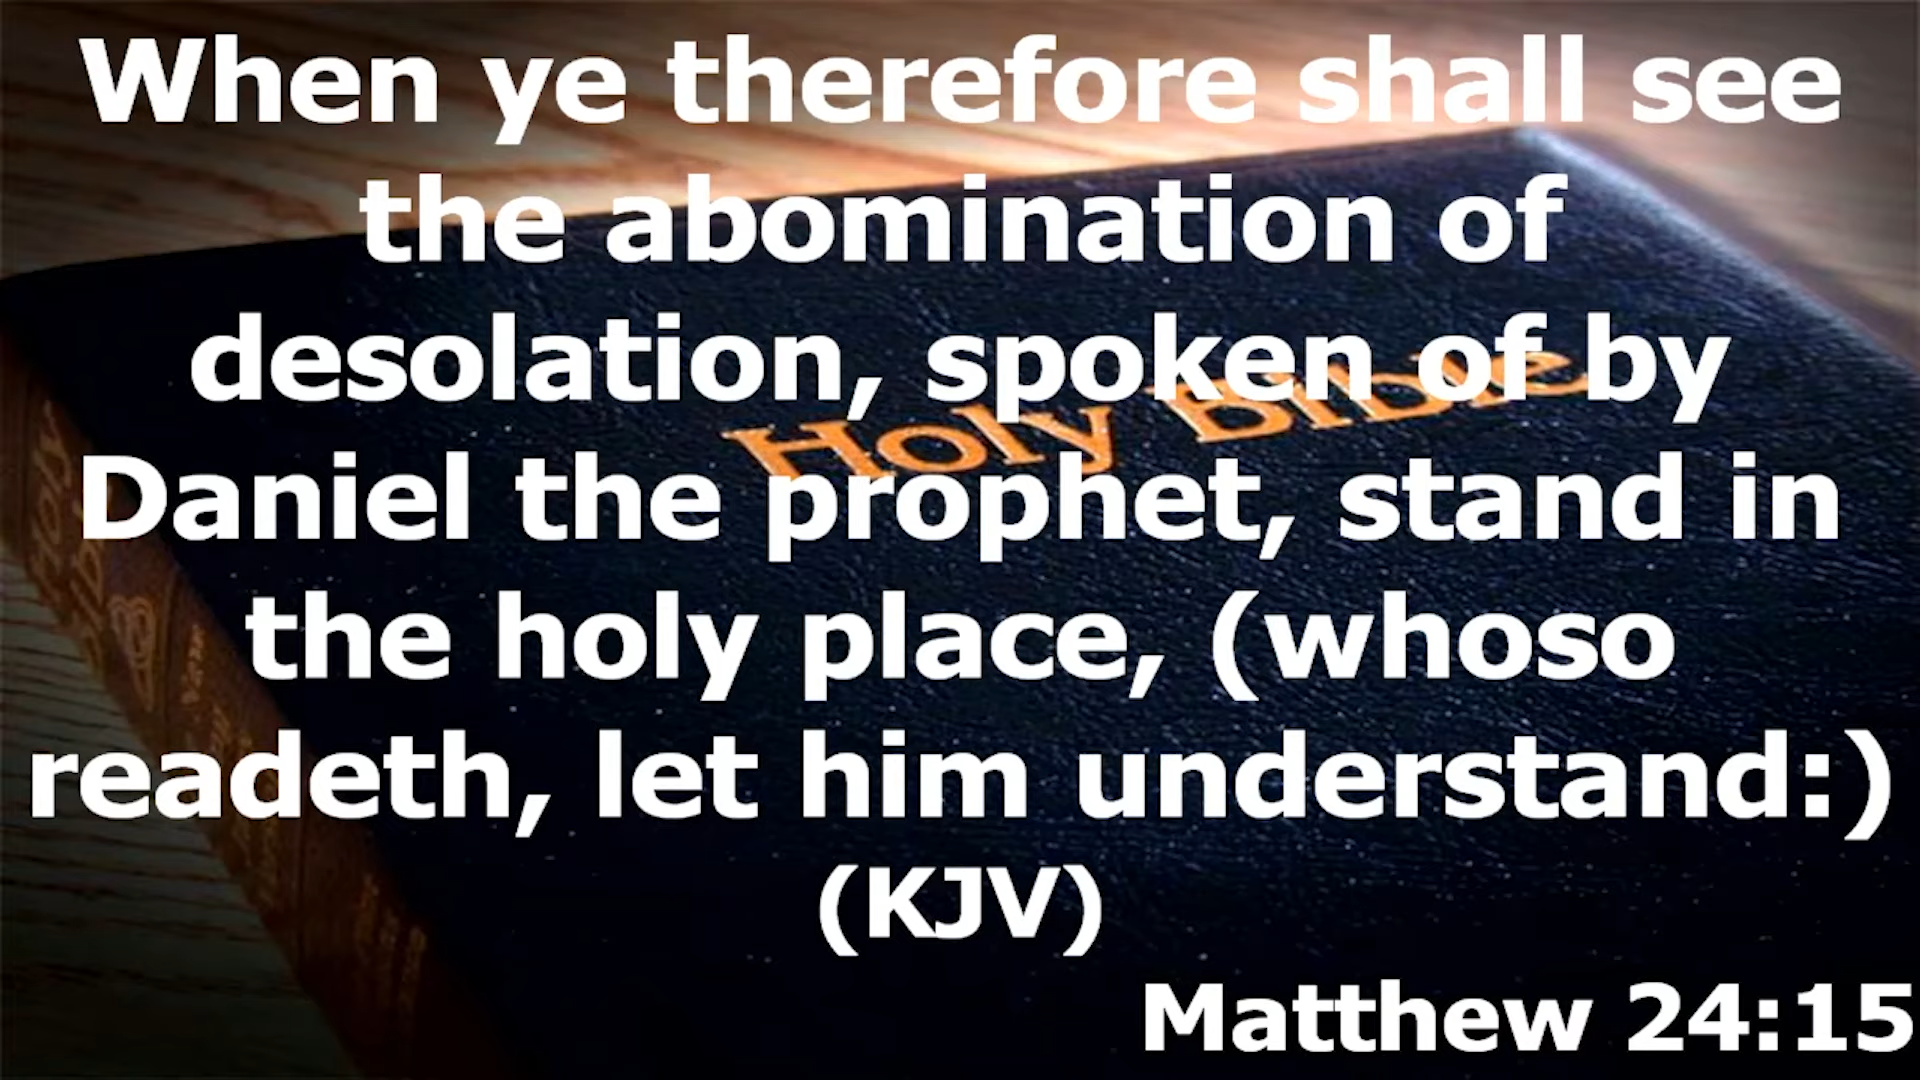 When ye therefore shall see
the abomination of
desolation, spoken of by
Holy Bible
Daniel the prophet, stand in
the holy place, (whoso
readeth, let him understand:)
(KJV)
Matthew 24:15